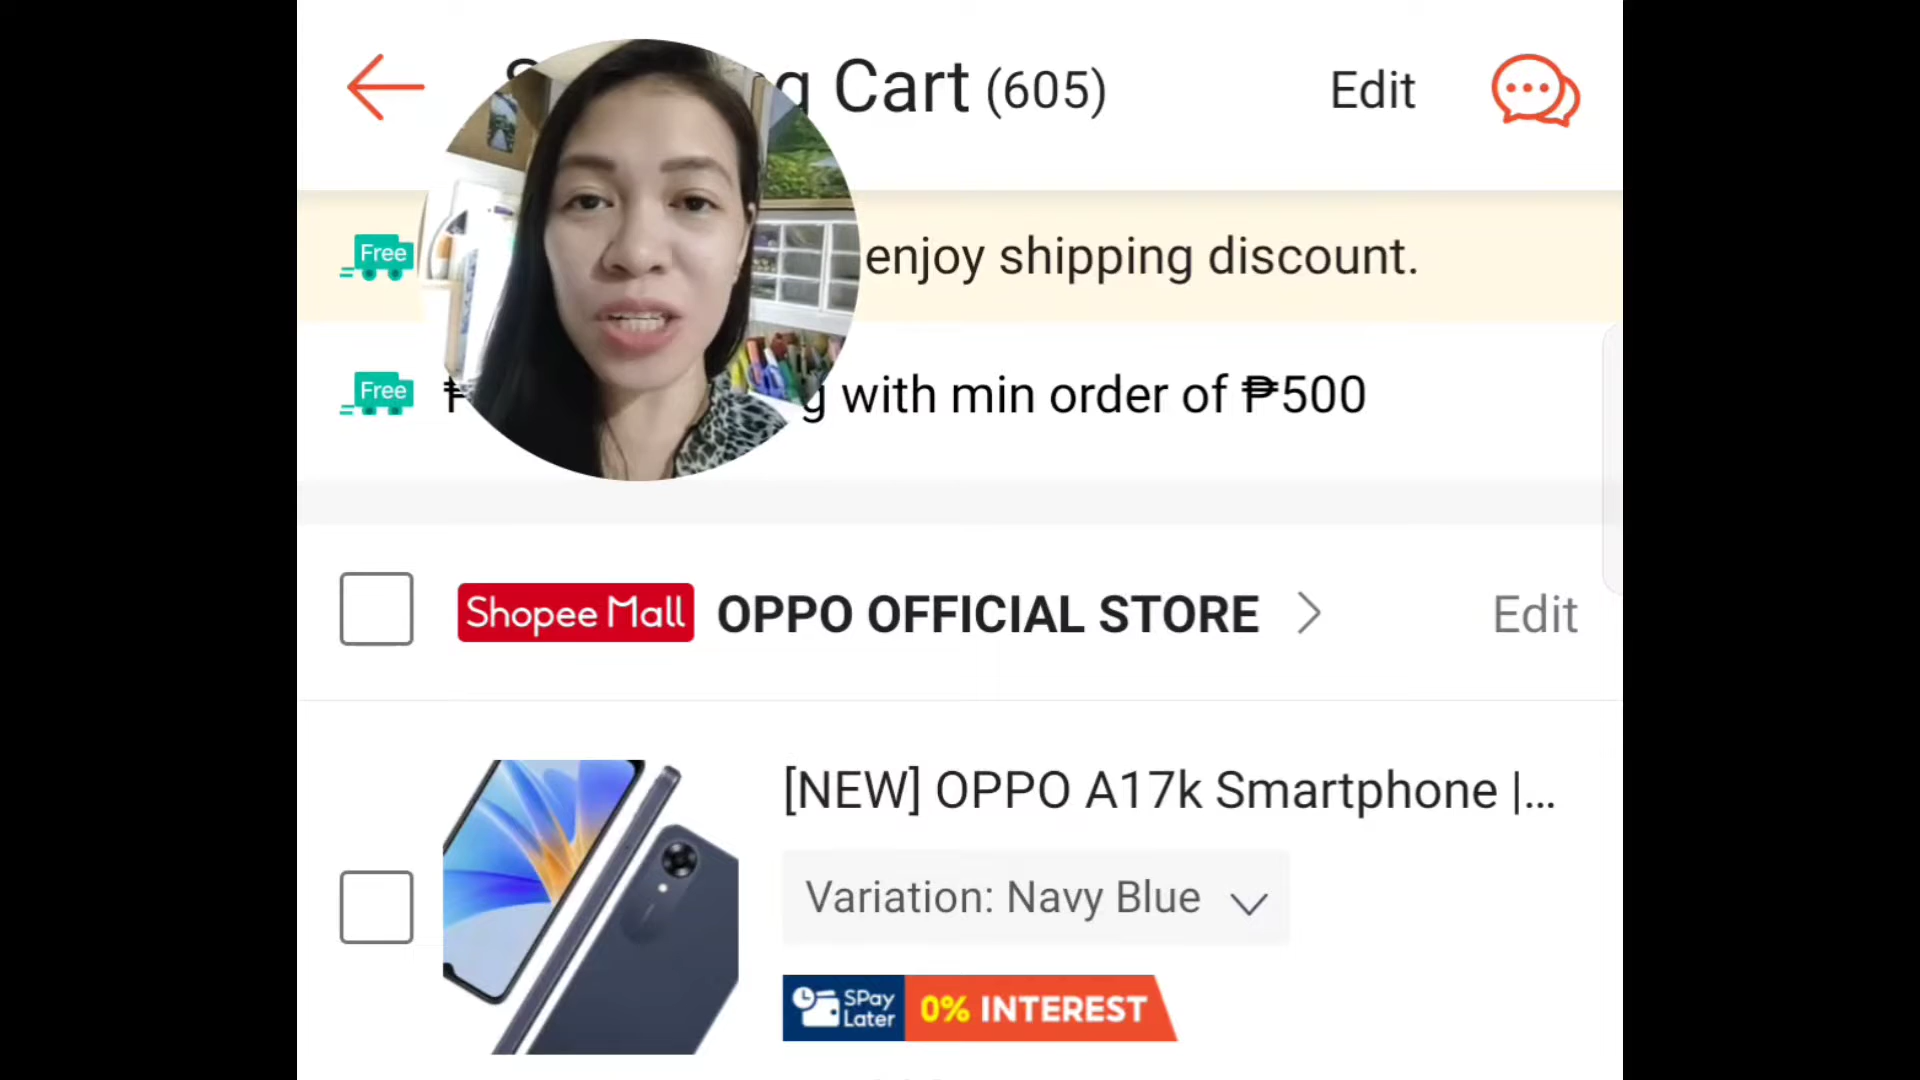 Cart (605)
Edit
Free
enjoy shipping discount.
Free
with min order of ₱500
Shopee Mall
OPPO OFFICIAL STORE
Edit
[NEW] OPPO A17k Smartphone |...
Variation: Navy Blue
SPay
Later
0% INTEREST